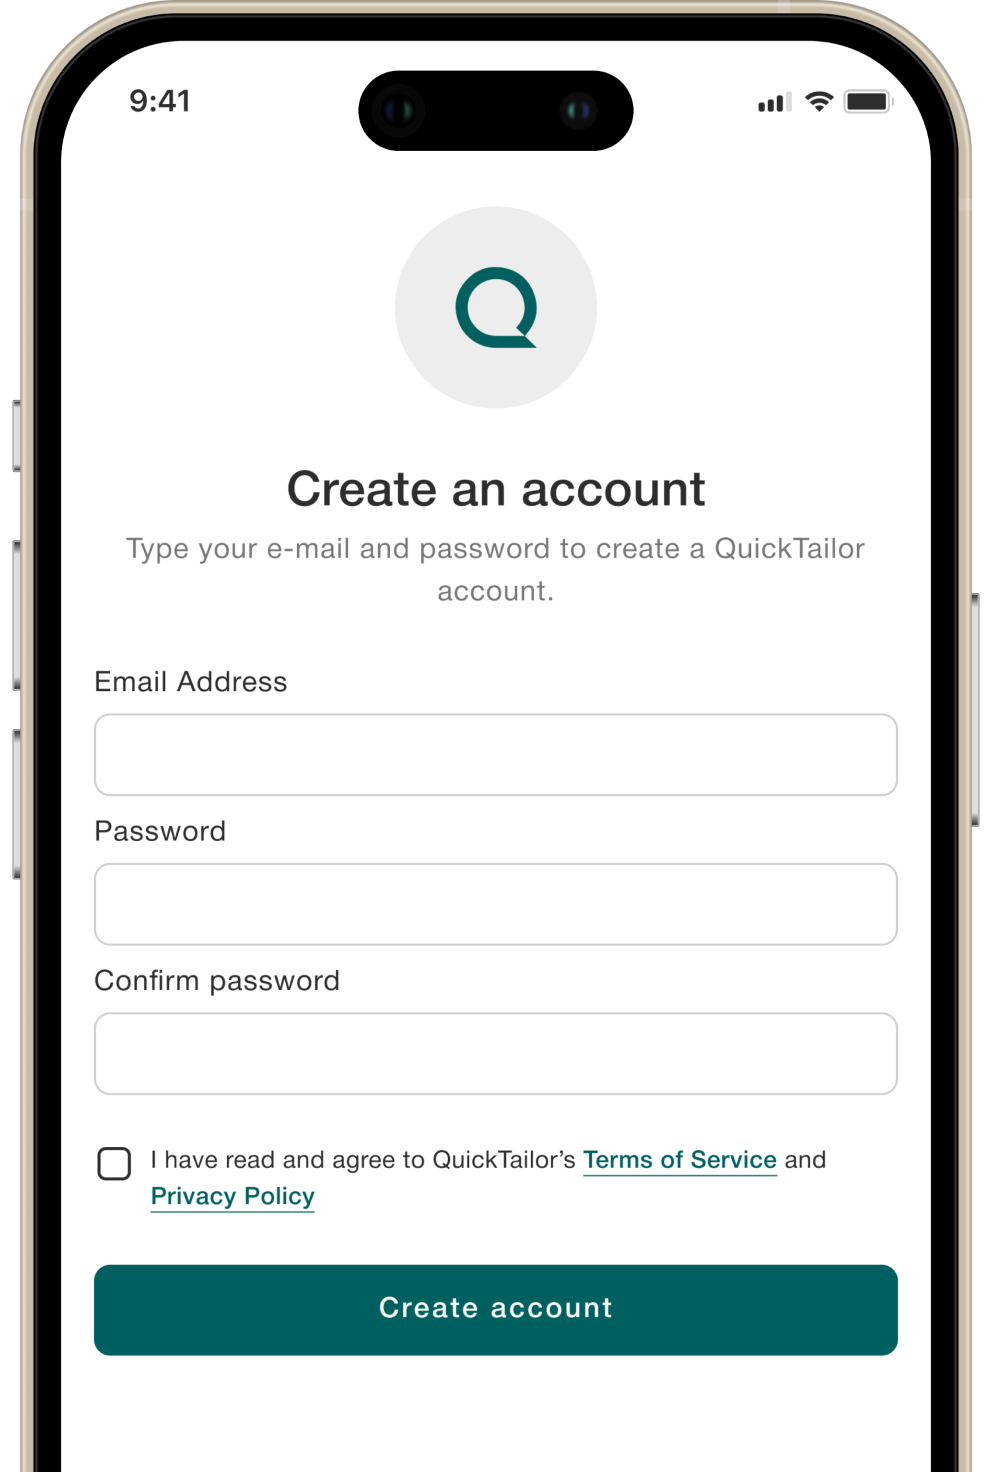 9:41
Create an account
Type your e-mail and password to create a QuickTailor
account.
Email Address
Password
Confirm password
I have read and agree to QuickTailor’s Terms of Service and
Privacy Policy
Create account